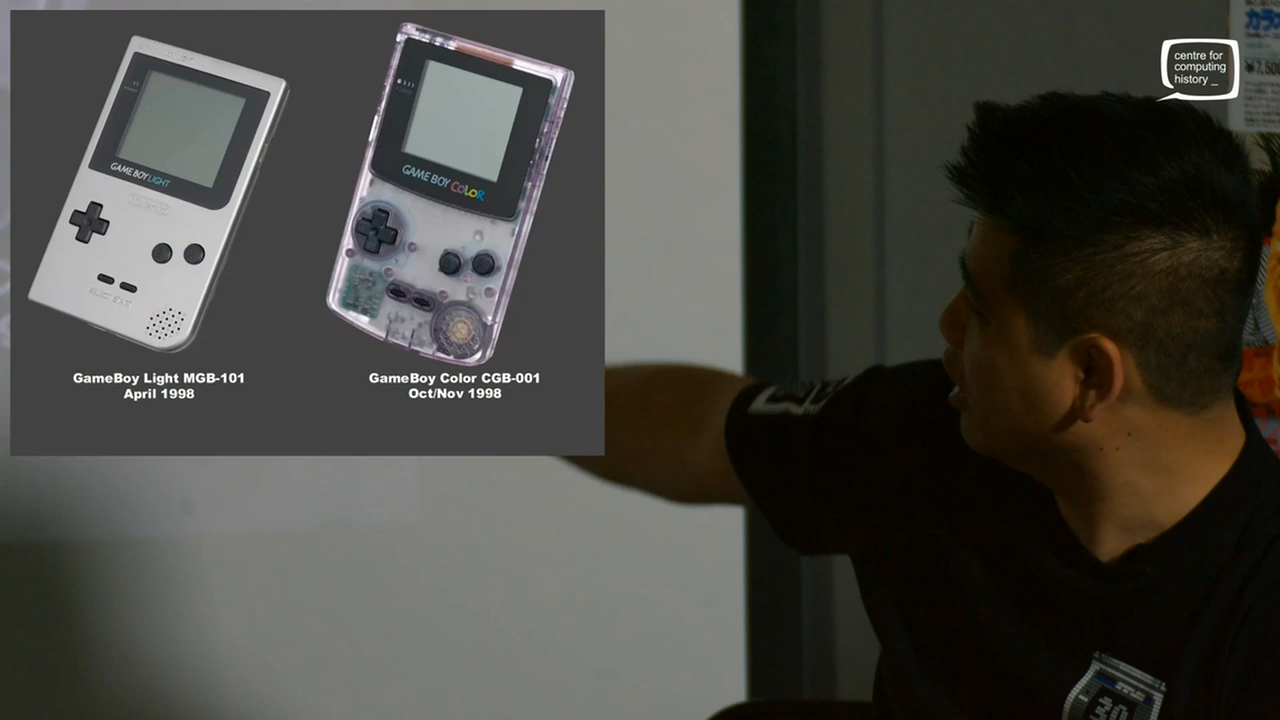 GAME BOY LIGHT
GAME BOY COLOR
GameBoy Light MGB-101
April 1998
GameBoy Color CGB-001
Oct/Nov 1998
centre for
computing
history _